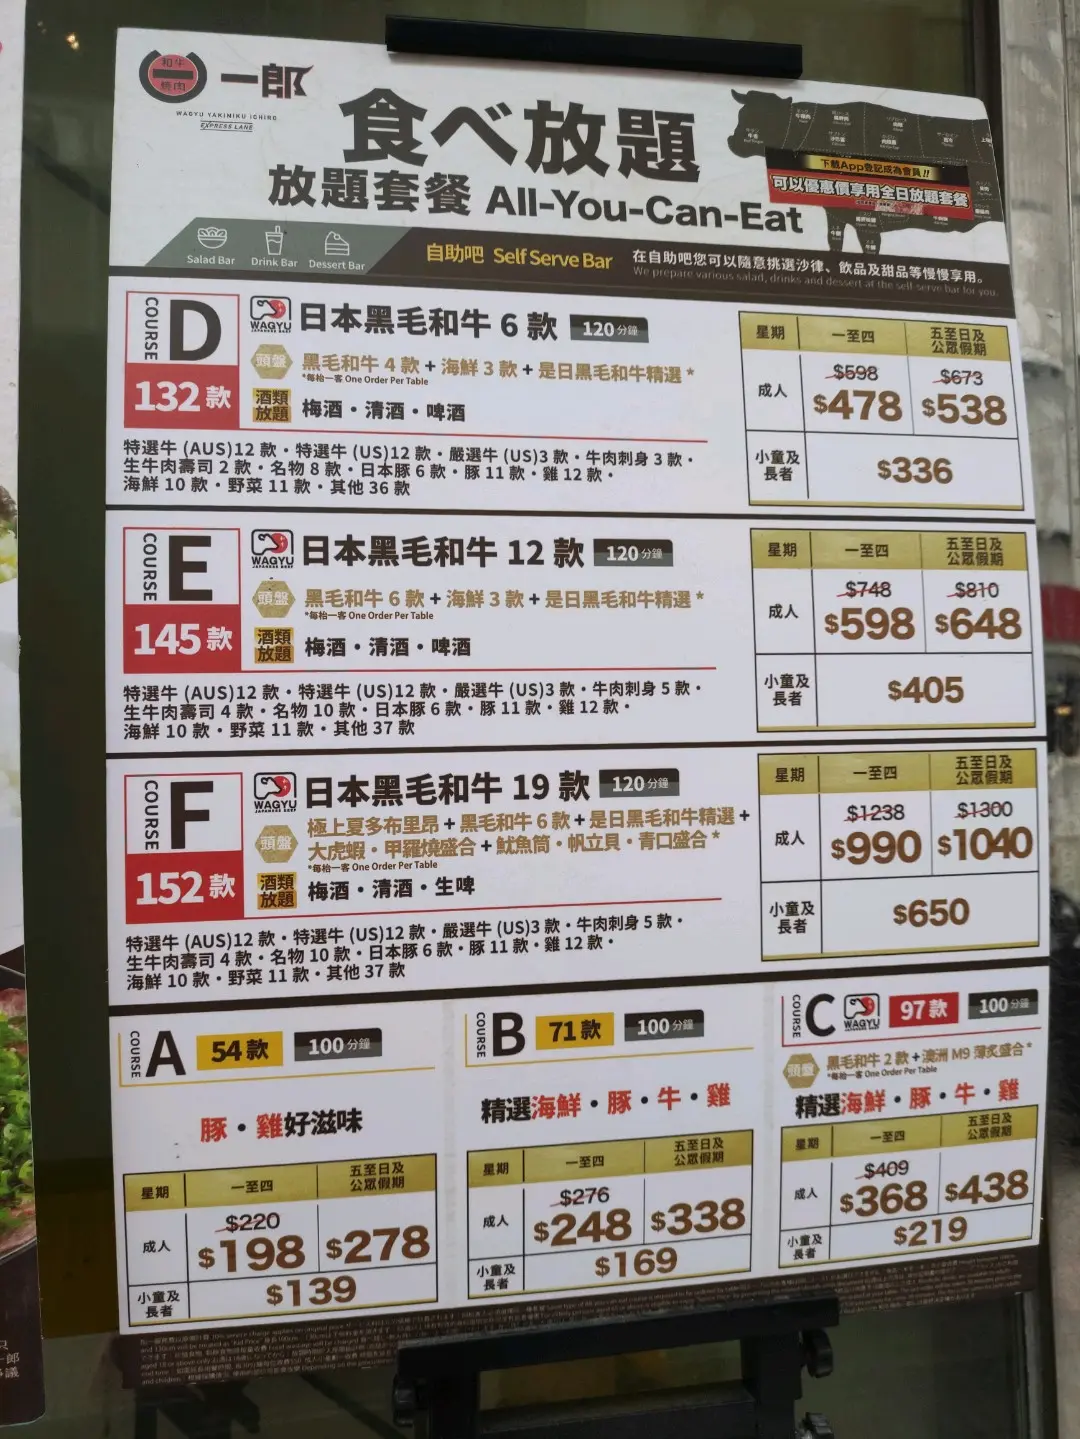 和牛
一
燒肉
一郎
WAGYU YAKINIKU ICHIRO
EXPRESS LANE
食べ放題
放題套餐 All-You-Can-Eat
下載App登記成為會員!!
可以優惠價享用全日放題套餐
Salad Bar
Drink Bar
Dessert Bar
自助吧 Self Serve Bar
在自助吧您可以隨意挑選沙律、飲品及甜品等慢慢享用。
We prepare various salad, drinks and dessert at the self-serve bar for you.
COURSE D
132款
WAGYU
日本黑毛和牛 6 款 120分鐘
頭盤 黑毛和牛 4 款 + 海鮮 3 款 + 是日黑毛和牛精選 *
*每枱一客 One Order Per Table
酒類放題 梅酒・清酒・啤酒
特選牛 (AUS)12 款・特選牛 (US)12 款・嚴選牛 (US)3 款・牛肉刺身 3 款・
生牛肉壽司 2 款・名物 8 款・日本豚 6 款・豚 11 款・雞 12 款・
海鮮 10 款・野菜 11 款・其他 36 款
星期 一至四 五至日及公眾假期
成人 $598 $478 $673 $538
小童及長者 $336
COURSE E
145款
WAGYU
日本黑毛和牛 12 款 120分鐘
頭盤 黑毛和牛 6 款 + 海鮮 3 款 + 是日黑毛和牛精選 *
*每枱一客 One Order Per Table
酒類放題 梅酒・清酒・啤酒
特選牛 (AUS)12 款・特選牛 (US)12 款・嚴選牛 (US)3 款・牛肉刺身 5 款・
生牛肉壽司 4 款・名物 10 款・日本豚 6 款・豚 11 款・雞 12 款・
海鮮 10 款・野菜 11 款・其他 37 款
星期 一至四 五至日及公眾假期
成人 $748 $598 $810 $648
小童及長者 $405
COURSE F
152款
WAGYU
日本黑毛和牛 19 款 120分鐘
頭盤 極上夏多布里昂 + 黑毛和牛 6 款 + 是日黑毛和牛精選 +
大虎蝦・甲羅燒盛合 + 魷魚筒・帆立貝・青口盛合 *
*每枱一客 One Order Per Table
酒類放題 梅酒・清酒・生啤
特選牛 (AUS)12 款・特選牛 (US)12 款・嚴選牛 (US)3 款・牛肉刺身 5 款・
生牛肉壽司 4 款・名物 10 款・日本豚 6 款・豚 11 款・雞 12 款・
海鮮 10 款・野菜 11 款・其他 37 款
星期 一至四 五至日及公眾假期
成人 $1238 $990 $1300 $1040
小童及長者 $650
COURSE A 54款 100分鐘
豚・雞好滋味
星期 一至四 五至日及公眾假期
成人 $220 $198 $278
小童及長者 $139
COURSE B 71款 100分鐘
精選海鮮・豚・牛・雞
星期 一至四 五至日及公眾假期
成人 $276 $248 $338
小童及長者 $169
COURSE C WAGYU 97款 100分鐘
頭盤 黑毛和牛 2 款 + 澳洲 M9 薄炙盛合 *
*每枱一客 One Order Per Table
精選海鮮・豚・牛・雞
星期 一至四 五至日及公眾假期
成人 $409 $368 $438
小童及長者 $219